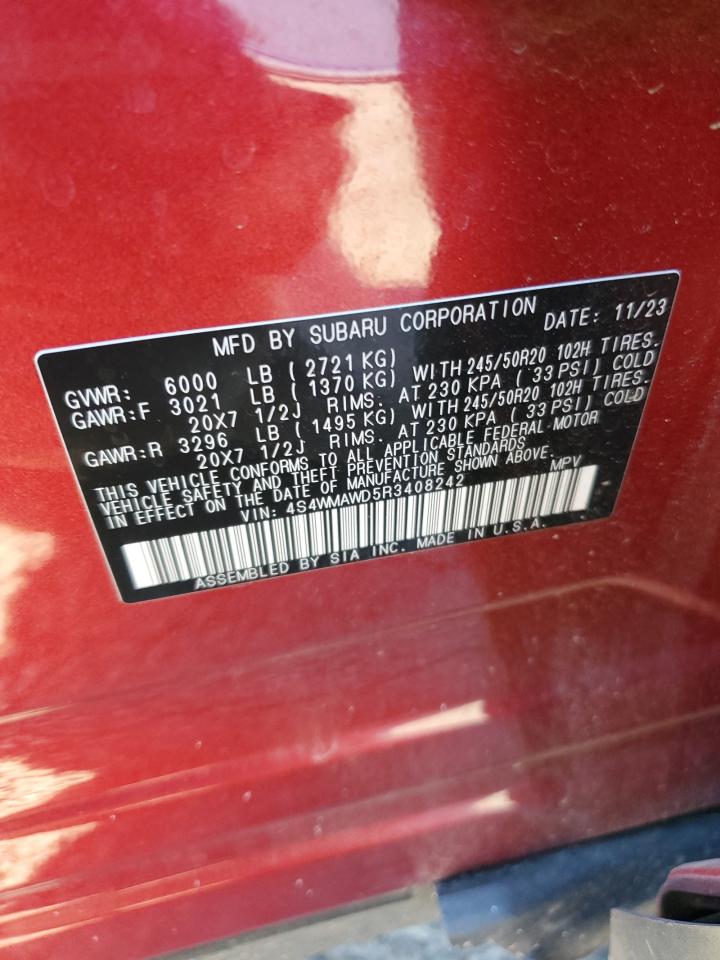 MFD BY SUBARU CORPORATION DATE: 11/23
GVWR: 6000 LB ( 2721 KG)
GAWR:F 3021 LB ( 1370 KG) WITH 245/50R20 102H TIRES.
20X7 1/2J RIMS. AT 230 KPA ( 33 PSI) COLD
GAWR:R 3296 LB ( 1495 KG) WITH 245/50R20 102H TIRES.
20X7 1/2J RIMS. AT 230 KPA ( 33 PSI) COLD
THIS VEHICLE CONFORMS TO ALL APPLICABLE FEDERAL MOTOR
VEHICLE SAFETY AND THEFT PREVENTION STANDARDS
IN EFFECT ON THE DATE OF MANUFACTURE SHOWN ABOVE.
VIN: 4S4WMAWD5R3408242 MPV
ASSEMBLED BY SIA INC. MADE IN U.S.A.